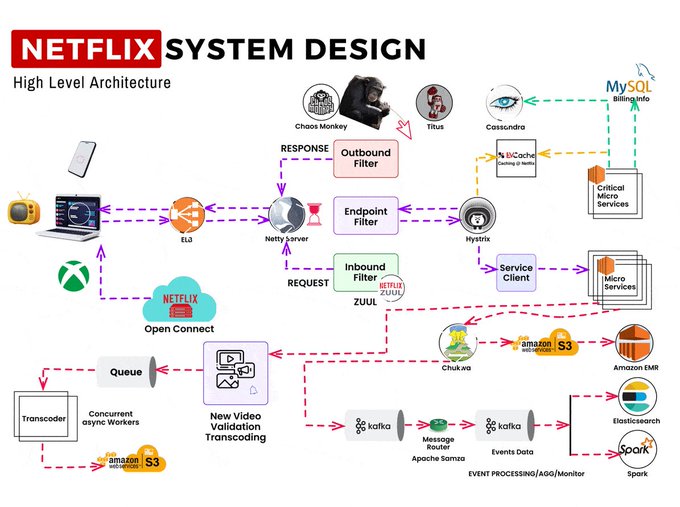 NETFLIX SYSTEM DESIGN
High Level Architecture
MySQL
Billing Info
Chaos Monkey
Titus
Cassandra
RESPONSE
Outbound
Filter
EVCache
Caching @ Netflix
Critical
Micro
Services
ELB
Netty Server
Endpoint
Filter
Hystrix
REQUEST
Inbound
Filter
NETFLIX
ZUUL
ZUUL
Service
Client
Micro
Services
NETFLIX
Open Connect
Chukwa
amazon
webservices
S3
Amazon EMR
Queue
Transcoder
Concurrent
async Workers
New Video
Validation
Transcoding
kafka
Message
Router
Apache Samza
kafka
Events Data
Elasticsearch
Spark
Spark
amazon
webservices
S3
EVENT PROCESSING/AGG/Monitor